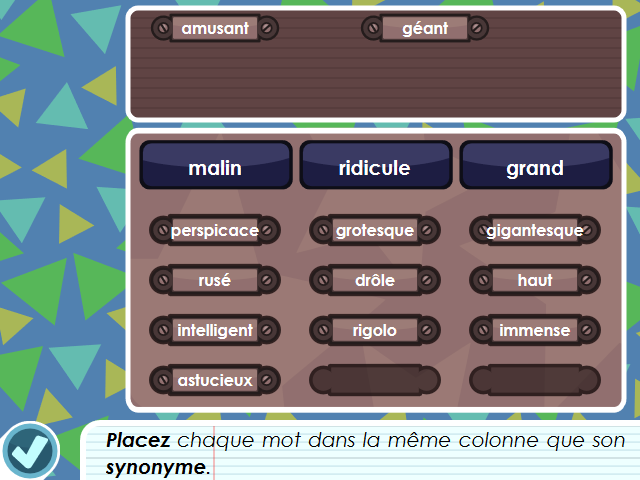 amusant géant
malin ridicule grand
perspicace grotesque gigantesque
rusé drôle haut
intelligent rigolo immense
astucieux
Placez chaque mot dans la même colonne que son
synonyme.